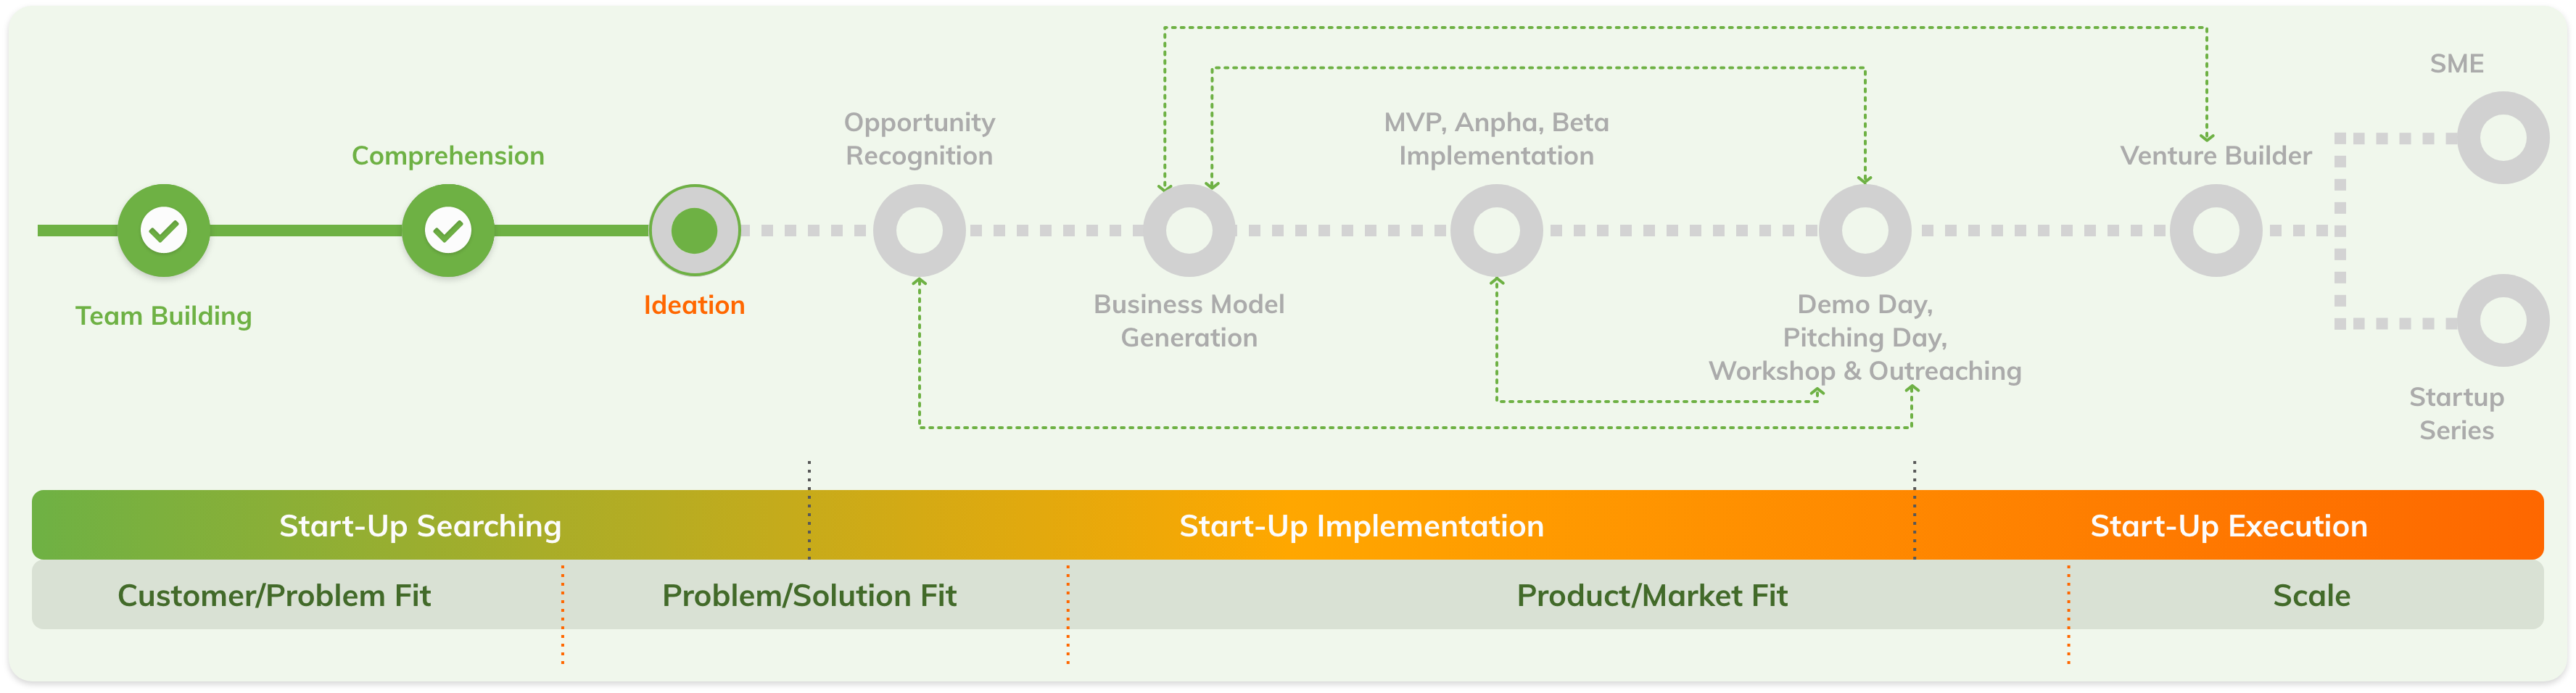 Team Building
Comprehension
Ideation
Opportunity
Recognition
Business Model
Generation
MVP, Anpha, Beta
Implementation
Demo Day,
Pitching Day,
Workshop & Outreaching
Venture Builder
SME
Startup
Series
Start-Up Searching
Start-Up Implementation
Start-Up Execution
Customer/Problem Fit
Problem/Solution Fit
Product/Market Fit
Scale